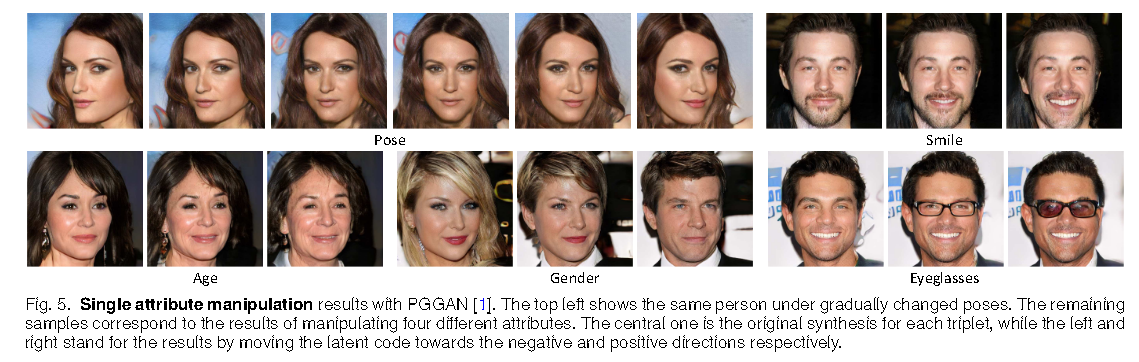 Pose
Smile
Age
Gender
Eyeglasses
Fig. 5. Single attribute manipulation results with PGGAN [1]. The top left shows the same person under gradually changed poses. The remaining
samples correspond to the results of manipulating four different attributes. The central one is the original synthesis for each triplet, while the left and
right stand for the results by moving the latent code towards the negative and positive directions respectively.